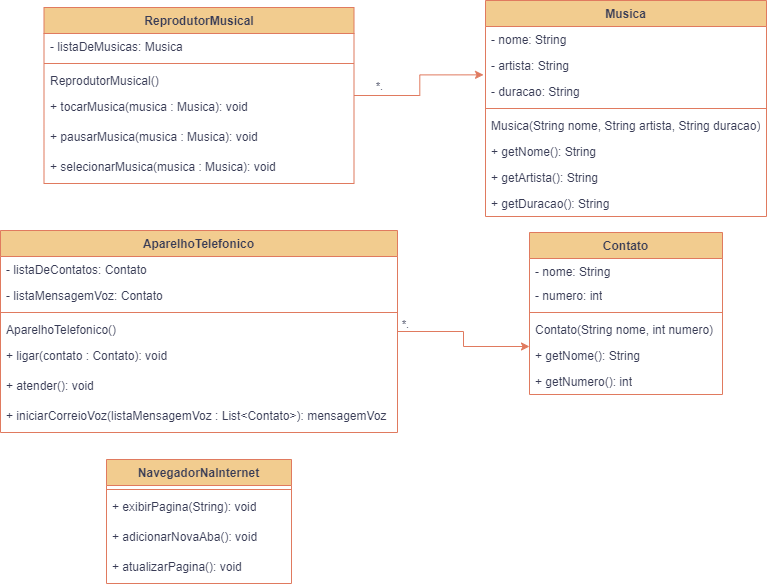 ReprodutorMusical
- listaDeMusicas: Musica
ReprodutorMusical()
+ tocarMusica(musica : Musica): void
+ pausarMusica(musica : Musica): void
+ selecionarMusica(musica : Musica): void
*.
Musica
- nome: String
- artista: String
- duracao: String
Musica(String nome, String artista, String duracao)
+ getNome(): String
+ getArtista(): String
+ getDuracao(): String
AparelhoTelefonico
- listaDeContatos: Contato
- listaMensagemVoz: Contato
AparelhoTelefonico()
+ ligar(contato : Contato): void
+ atender(): void
+ iniciarCorreioVoz(listaMensagemVoz : List<Contato>): mensagemVoz
*.
Contato
- nome: String
- numero: int
Contato(String nome, int numero)
+ getNome(): String
+ getNumero(): int
NavegadorNaInternet
+ exibirPagina(String): void
+ adicionarNovaAba(): void
+ atualizarPagina(): void